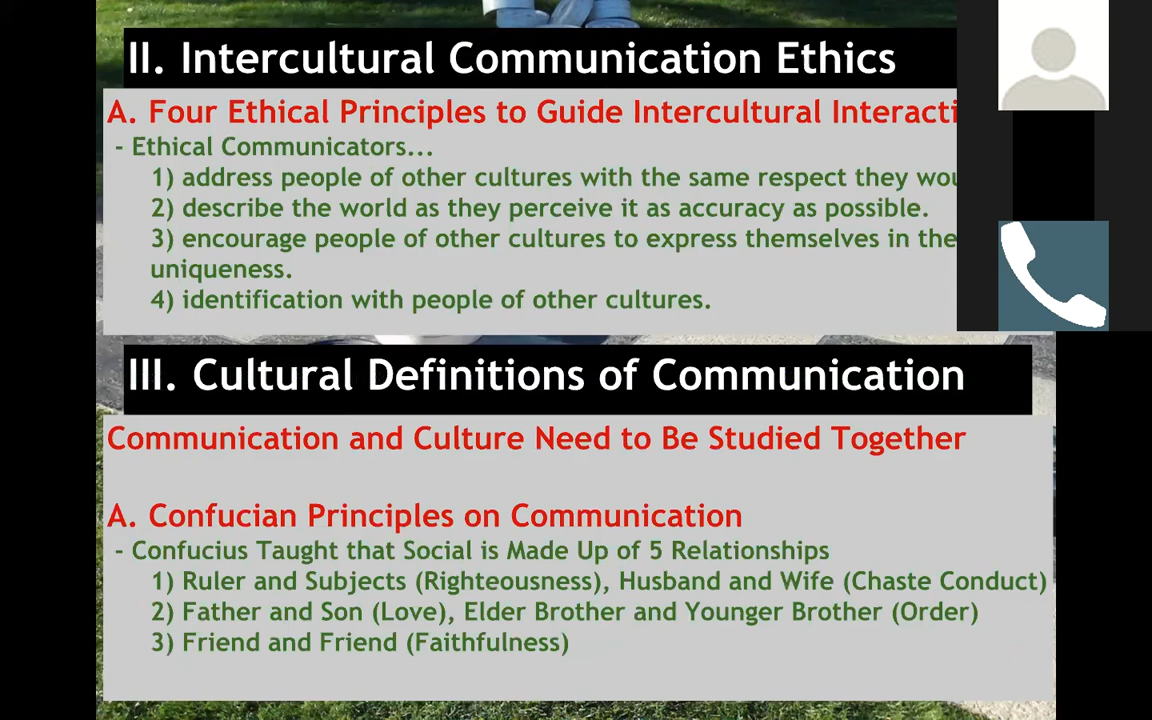 II. Intercultural Communication Ethics
A. Four Ethical Principles to Guide Intercultural
- Ethical Communicators...
1) address people of other cultures with the same respect they
2) describe the world as they perceive it as accuracy as possible.
3) encourage people of other cultures to express themselves in
uniqueness.
4) identification with people of other cultures.
III. Cultural Definitions of Communication
Communication and Culture Need to Be Studied Together
A. Confucian Principles on Communication
- Confucius Taught that Social is Made Up of 5 Relationships
1) Ruler and Subjects (Righteousness), Husband and Wife (Chaste Conduct)
2) Father and Son (Love), Elder Brother and Younger Brother (Order)
3) Friend and Friend (Faithfulness)